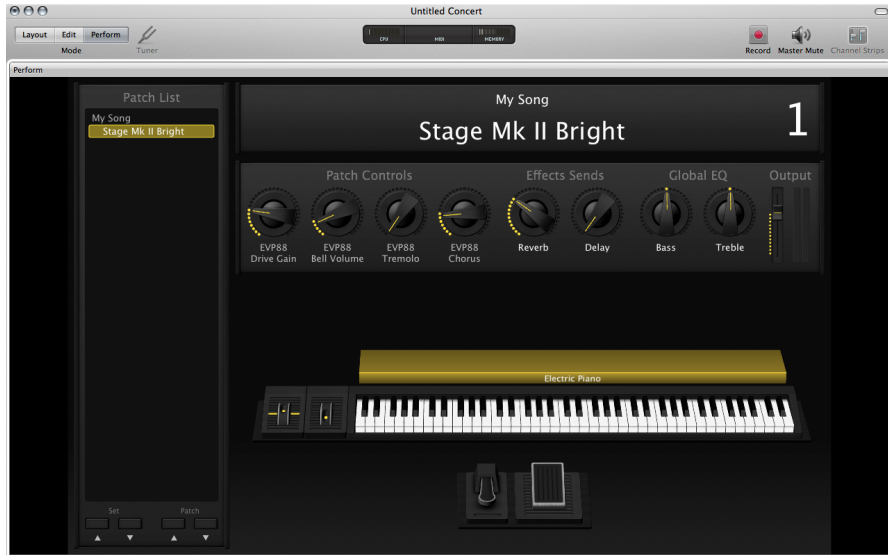 Untitled Concert
Layout Edit Perform
Mode
Tuner
CPU MIDI MEMORY
Record Master Mute Channel Strips
Perform
Patch List
My Song
Stage Mk II Bright
My Song
Stage Mk II Bright
1
Patch Controls Effects Sends Global EQ Output
EVP88 Drive Gain
EVP88 Bell Volume
EVP88 Tremolo
EVP88 Chorus
Reverb
Delay
Bass
Treble
Electric Piano
Set Patch